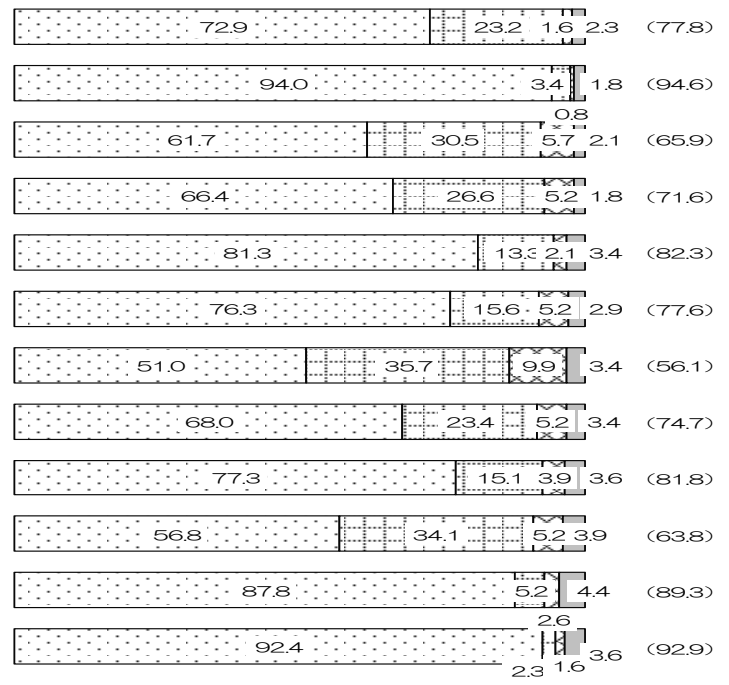 72.9 23.2 1.6 2.3 (77.8)
94.0 3.4 1.8 (94.6)
0.8
61.7 30.5 5.7 2.1 (65.9)
66.4 26.6 5.2 1.8 (71.6)
81.3 13.3 2.1 3.4 (82.3)
76.3 15.6 5.2 2.9 (77.6)
51.0 35.7 9.9 3.4 (56.1)
68.0 23.4 5.2 3.4 (74.7)
77.3 15.1 3.9 3.6 (81.8)
56.8 34.1 5.2 3.9 (63.8)
87.8 5.2 4.4 (89.3)
2.6
92.4 3.6 (92.9)
2.3 1.6